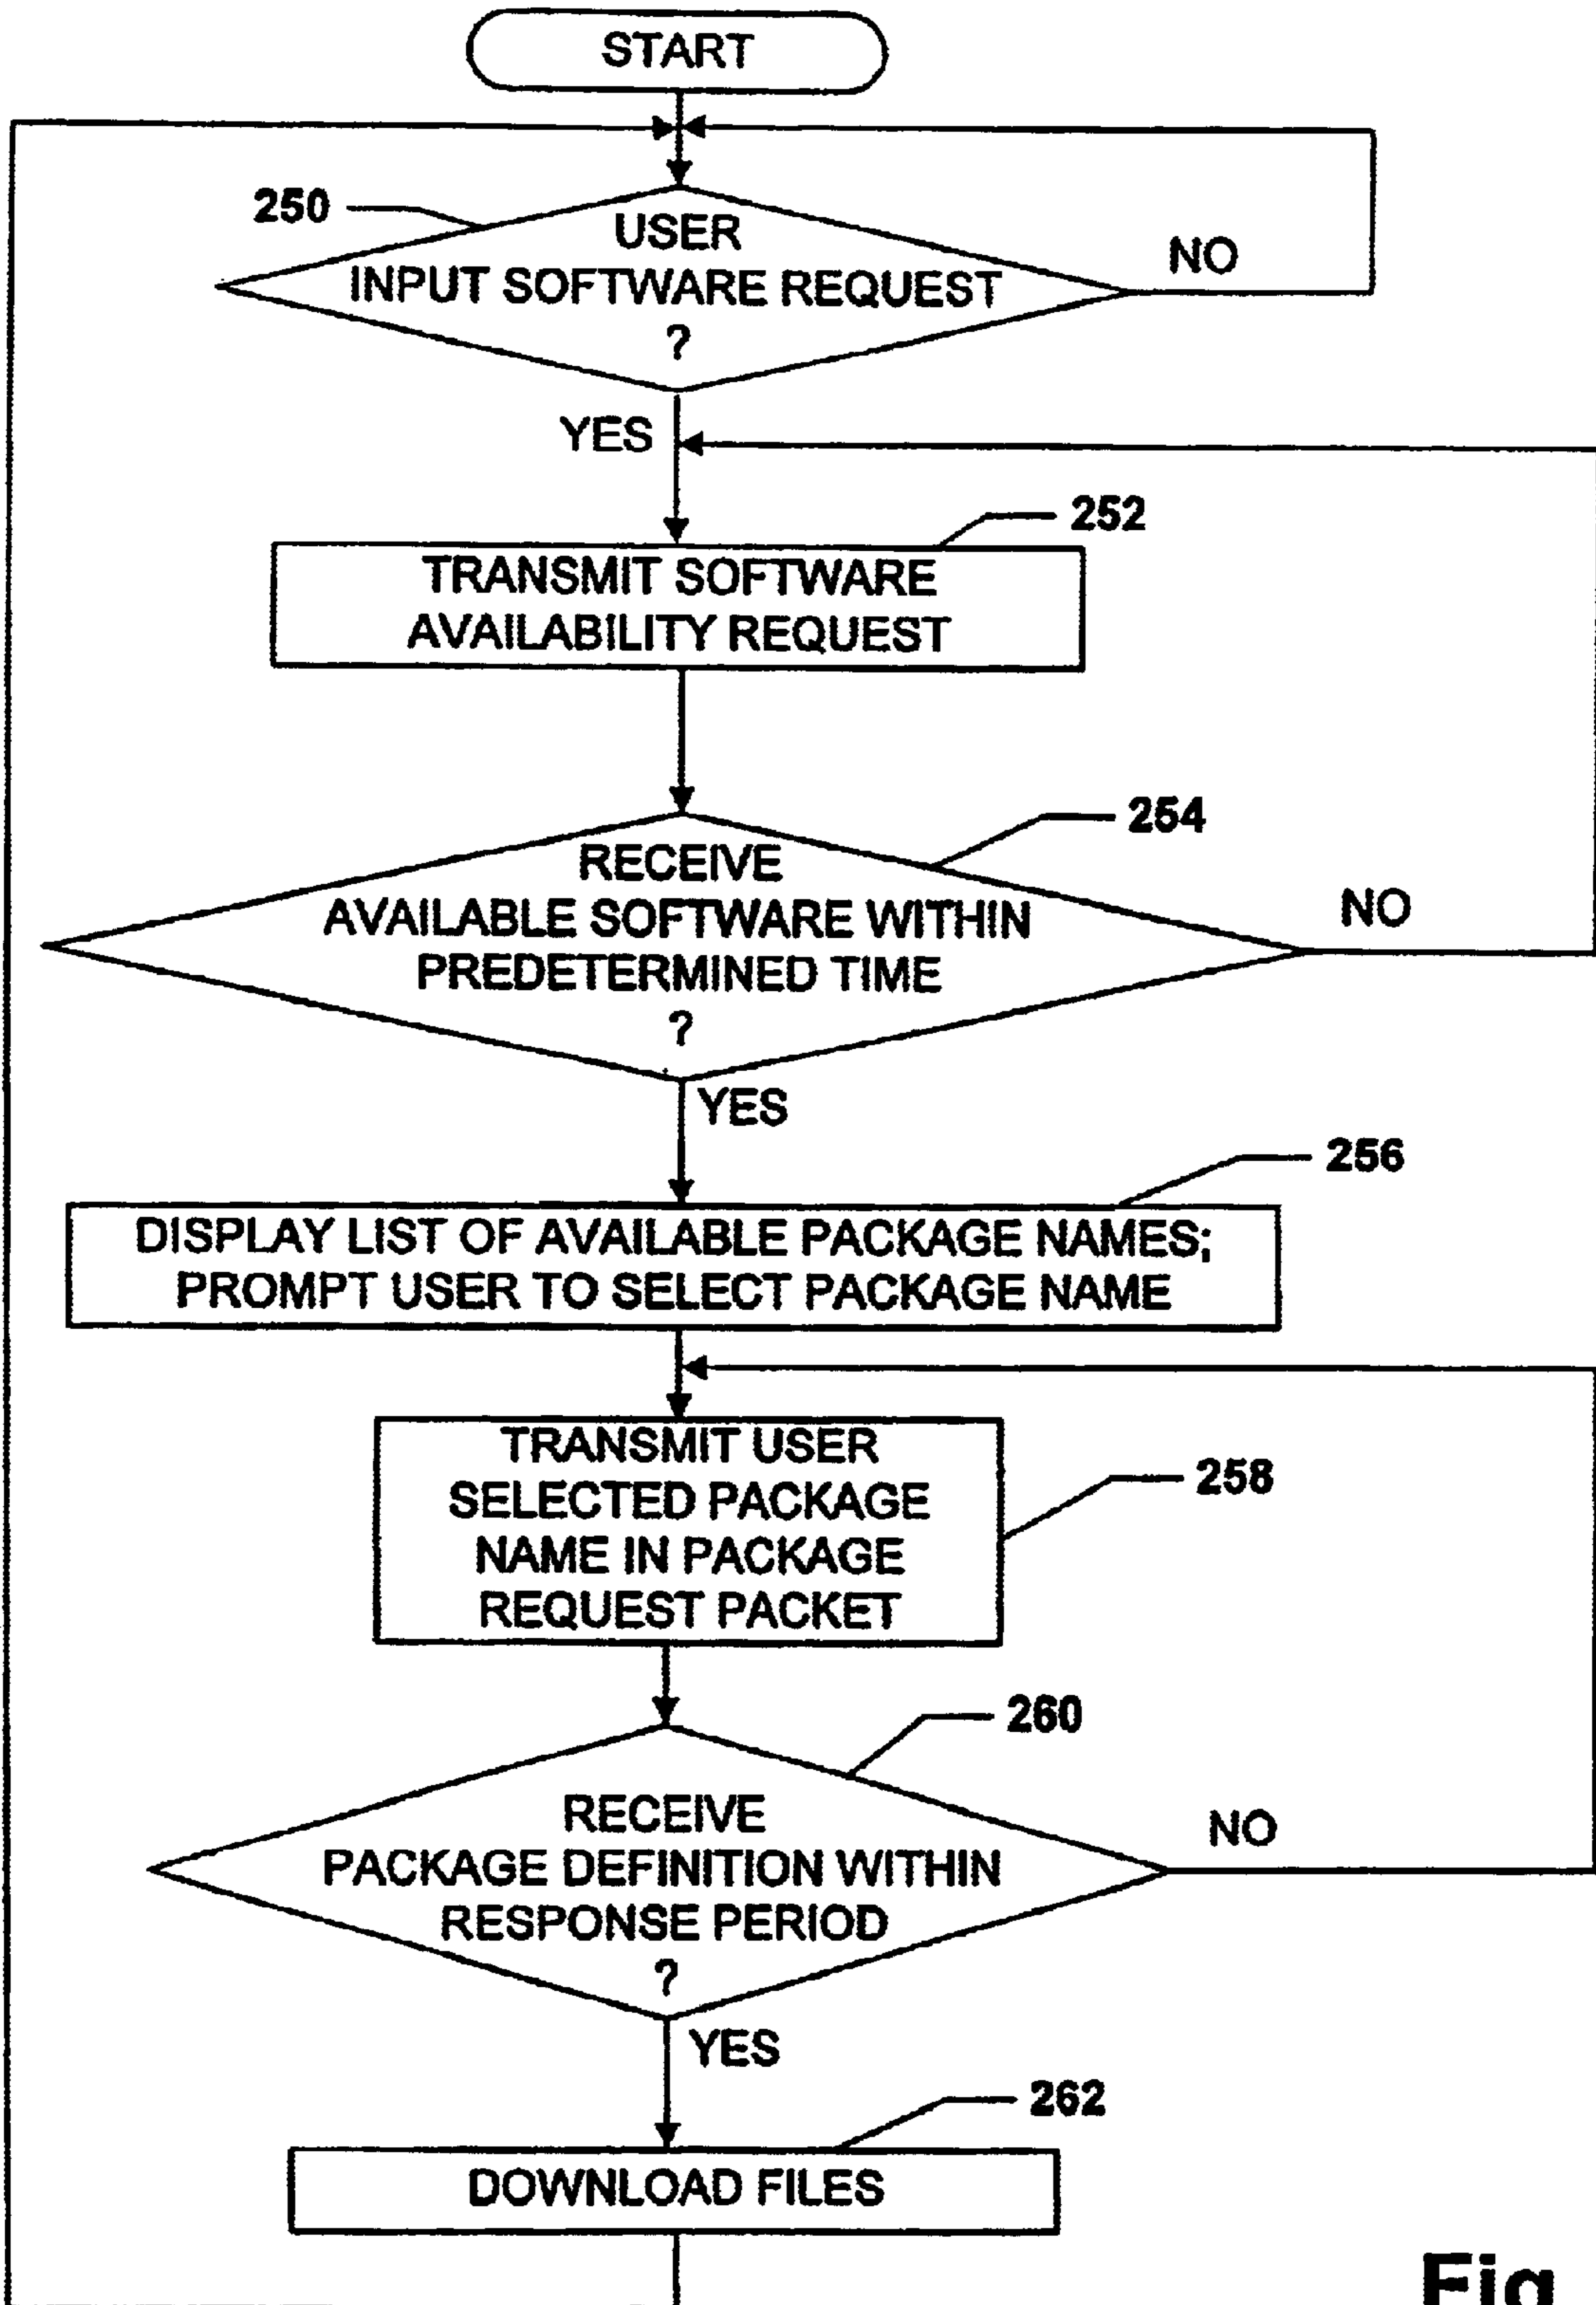 START
250
USER
INPUT SOFTWARE REQUEST
?
NO
YES
252
TRANSMIT SOFTWARE
AVAILABILITY REQUEST
254
RECEIVE
AVAILABLE SOFTWARE WITHIN
PREDETERMINED TIME
?
NO
YES
256
DISPLAY LIST OF AVAILABLE PACKAGE NAMES;
PROMPT USER TO SELECT PACKAGE NAME
TRANSMIT USER
SELECTED PACKAGE
NAME IN PACKAGE
REQUEST PACKET
258
260
RECEIVE
PACKAGE DEFINITION WITHIN
RESPONSE PERIOD
?
NO
YES
262
DOWNLOAD FILES
Fig